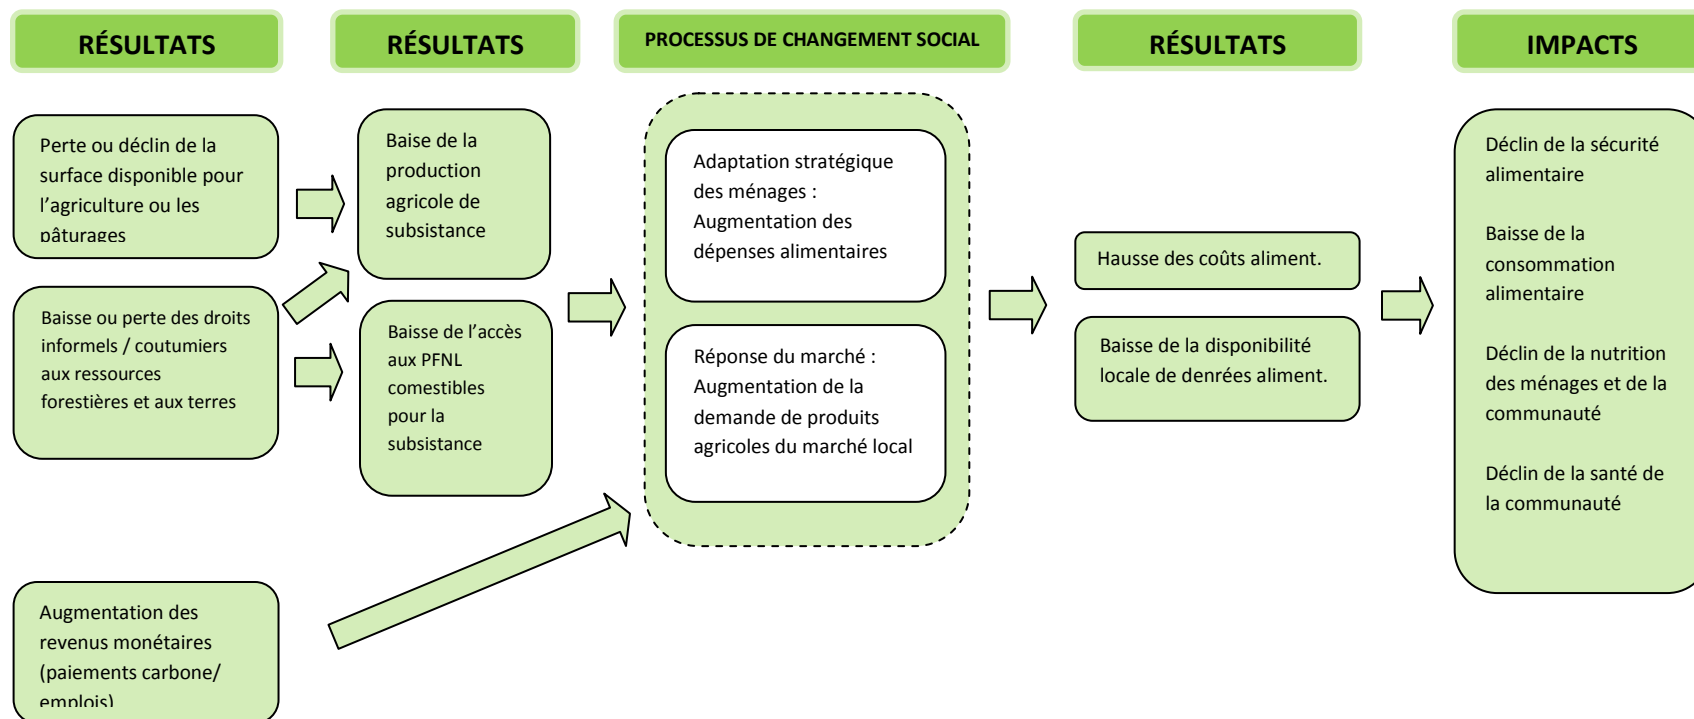 RÉSULTATS
RÉSULTATS
PROCESSUS DE CHANGEMENT SOCIAL
RÉSULTATS
IMPACTS
Perte ou déclin de la
surface disponible pour
l’agriculture ou les
pâturages
Baisse ou perte des droits
informels / coutumiers
aux ressources
forestières et aux terres
Augmentation des
revenus monétaires
(paiements carbone/
emplois)
Baise de la
production
agricole de
subsistance
Baisse de l’accès
aux PFNL
comestibles
pour la
subsistance
Adaptation stratégique
des ménages :
Augmentation des
dépenses alimentaires
Réponse du marché :
Augmentation de la
demande de produits
agricoles du marché local
Hausse des coûts aliment.
Baisse de la disponibilité
locale de denrées aliment.
Déclin de la sécurité
alimentaire
Baisse de la
consommation
alimentaire
Déclin de la nutrition
des ménages et de la
communauté
Déclin de la santé de
la communauté